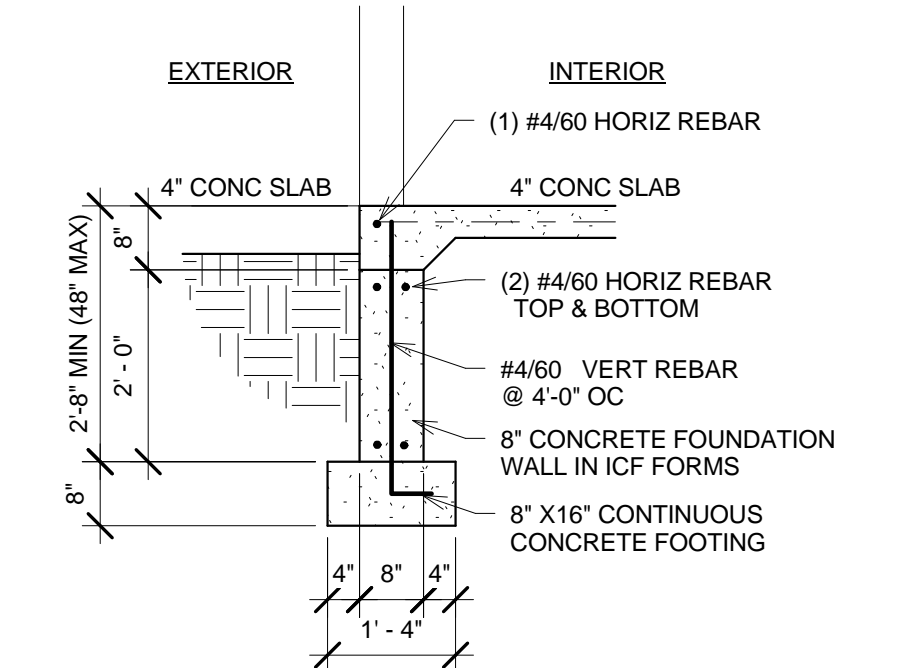 EXTERIOR
INTERIOR
(1) #4/60 HORIZ REBAR
4" CONC SLAB
4" CONC SLAB
8"
2'-8" MIN (48" MAX)
2' - 0"
(2) #4/60 HORIZ REBAR
TOP & BOTTOM
#4/60 VERT REBAR
@ 4'-0" OC
8" CONCRETE FOUNDATION
WALL IN ICF FORMS
8"
8" X16" CONTINUOUS
CONCRETE FOOTING
4" 8" 4"
1' - 4"